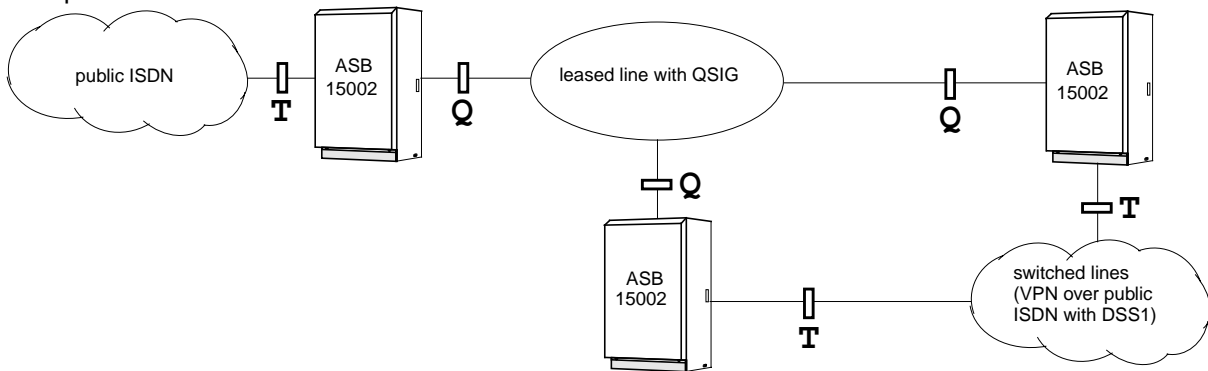 public ISDN
T
ASB
15002
Q
leased line with QSIG
Q
ASB
15002
Q
T
ASB
15002
T
switched lines
(VPN over public
ISDN with DSS1)